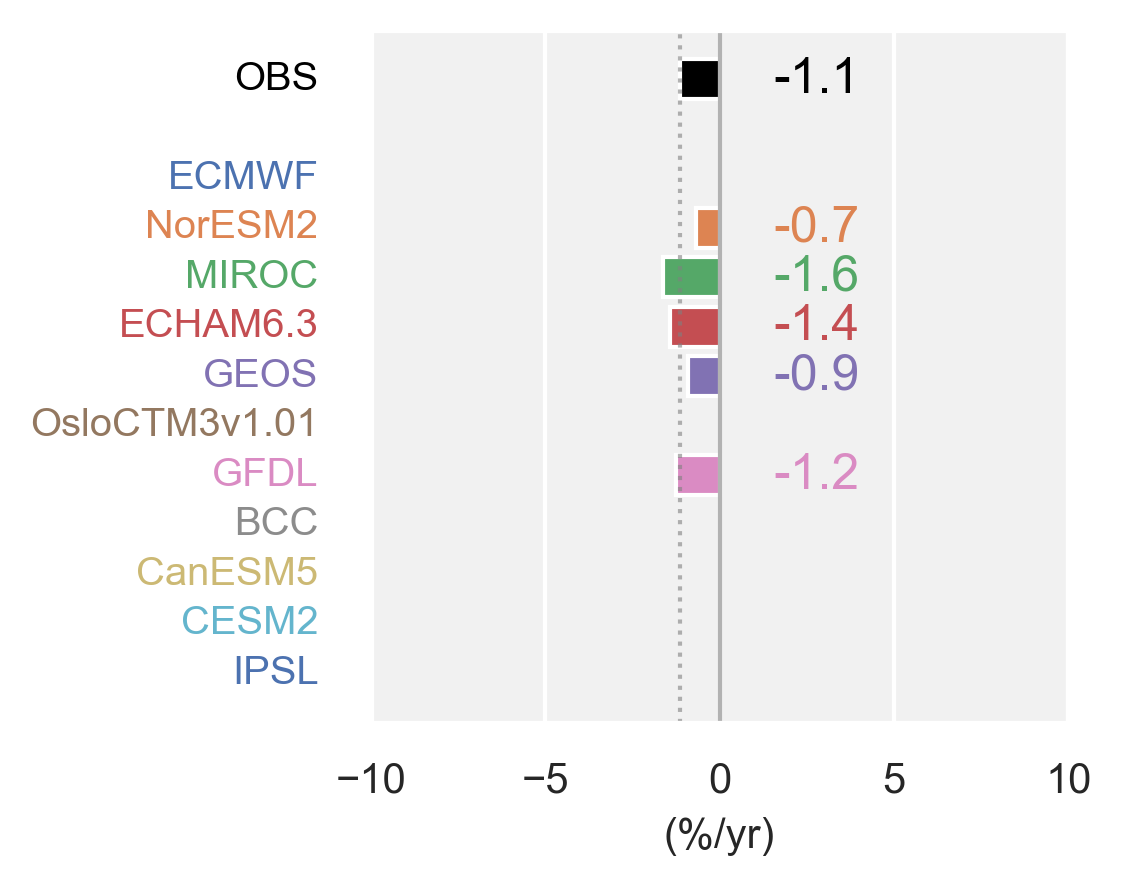 OBS -1.1
ECMWF
NorESM2 -0.7
MIROC -1.6
ECHAM6.3 -1.4
GEOS -0.9
OsloCTM3v1.01
GFDL -1.2
BCC
CanESM5
CESM2
IPSL
−10 −5 0 5 10
(%/yr)